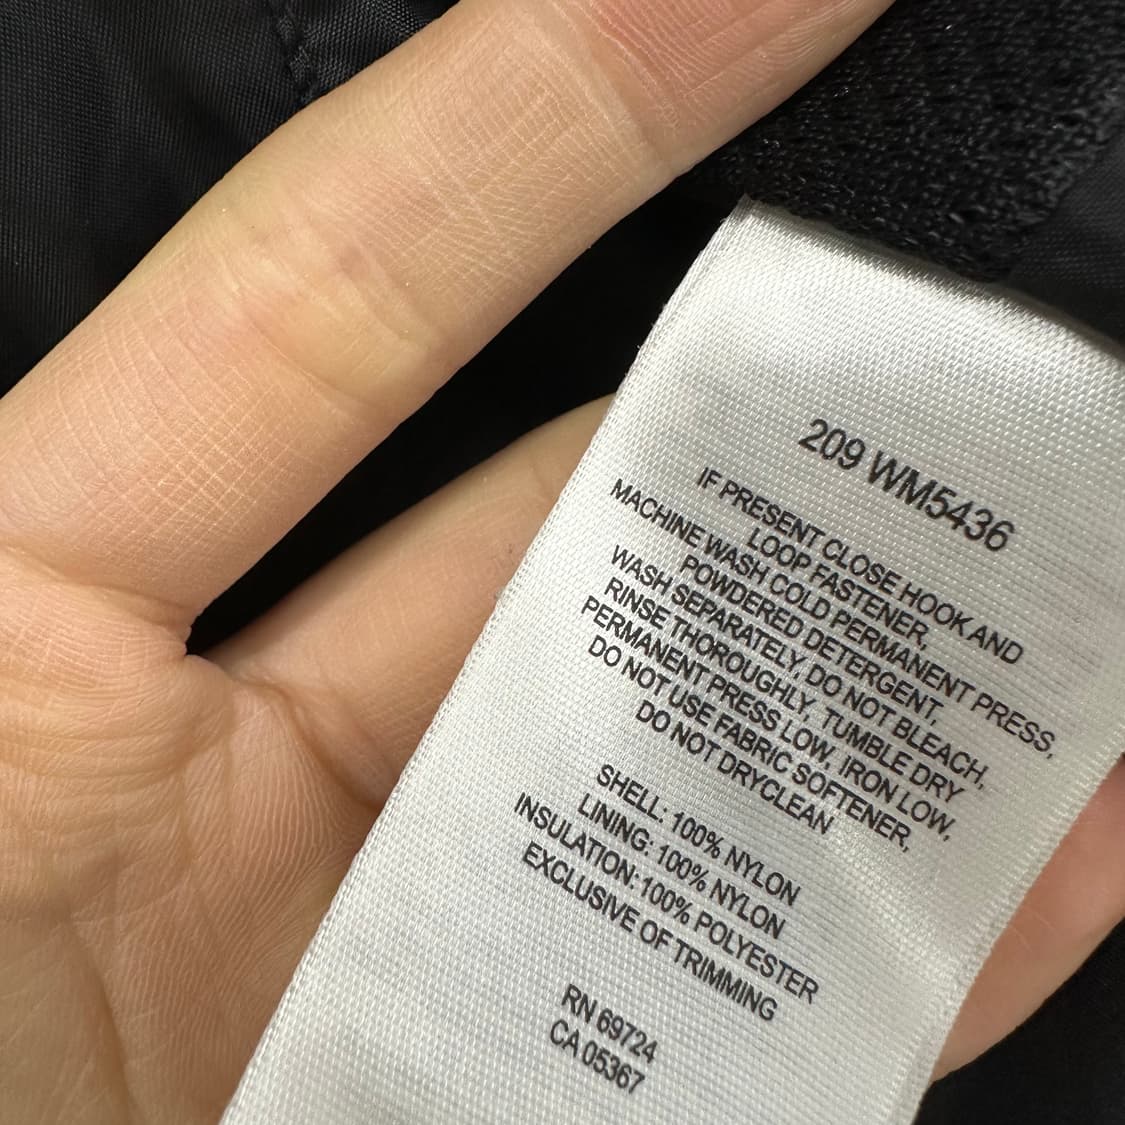 209 WM5436
IF PRESENT CLOSE HOOK AND
LOOP FASTENER,
MACHINE WASH COLD PERMANENT PRESS,
POWDERED DETERGENT,
WASH SEPARATELY, DO NOT BLEACH,
RINSE THOROUGHLY, TUMBLE DRY
PERMANENT PRESS LOW, IRON LOW,
DO NOT USE FABRIC SOFTENER,
DO NOT DRYCLEAN
SHELL: 100% NYLON
LINING: 100% NYLON
INSULATION: 100% POLYESTER
EXCLUSIVE OF TRIMMING
RN 69724
CA 05367